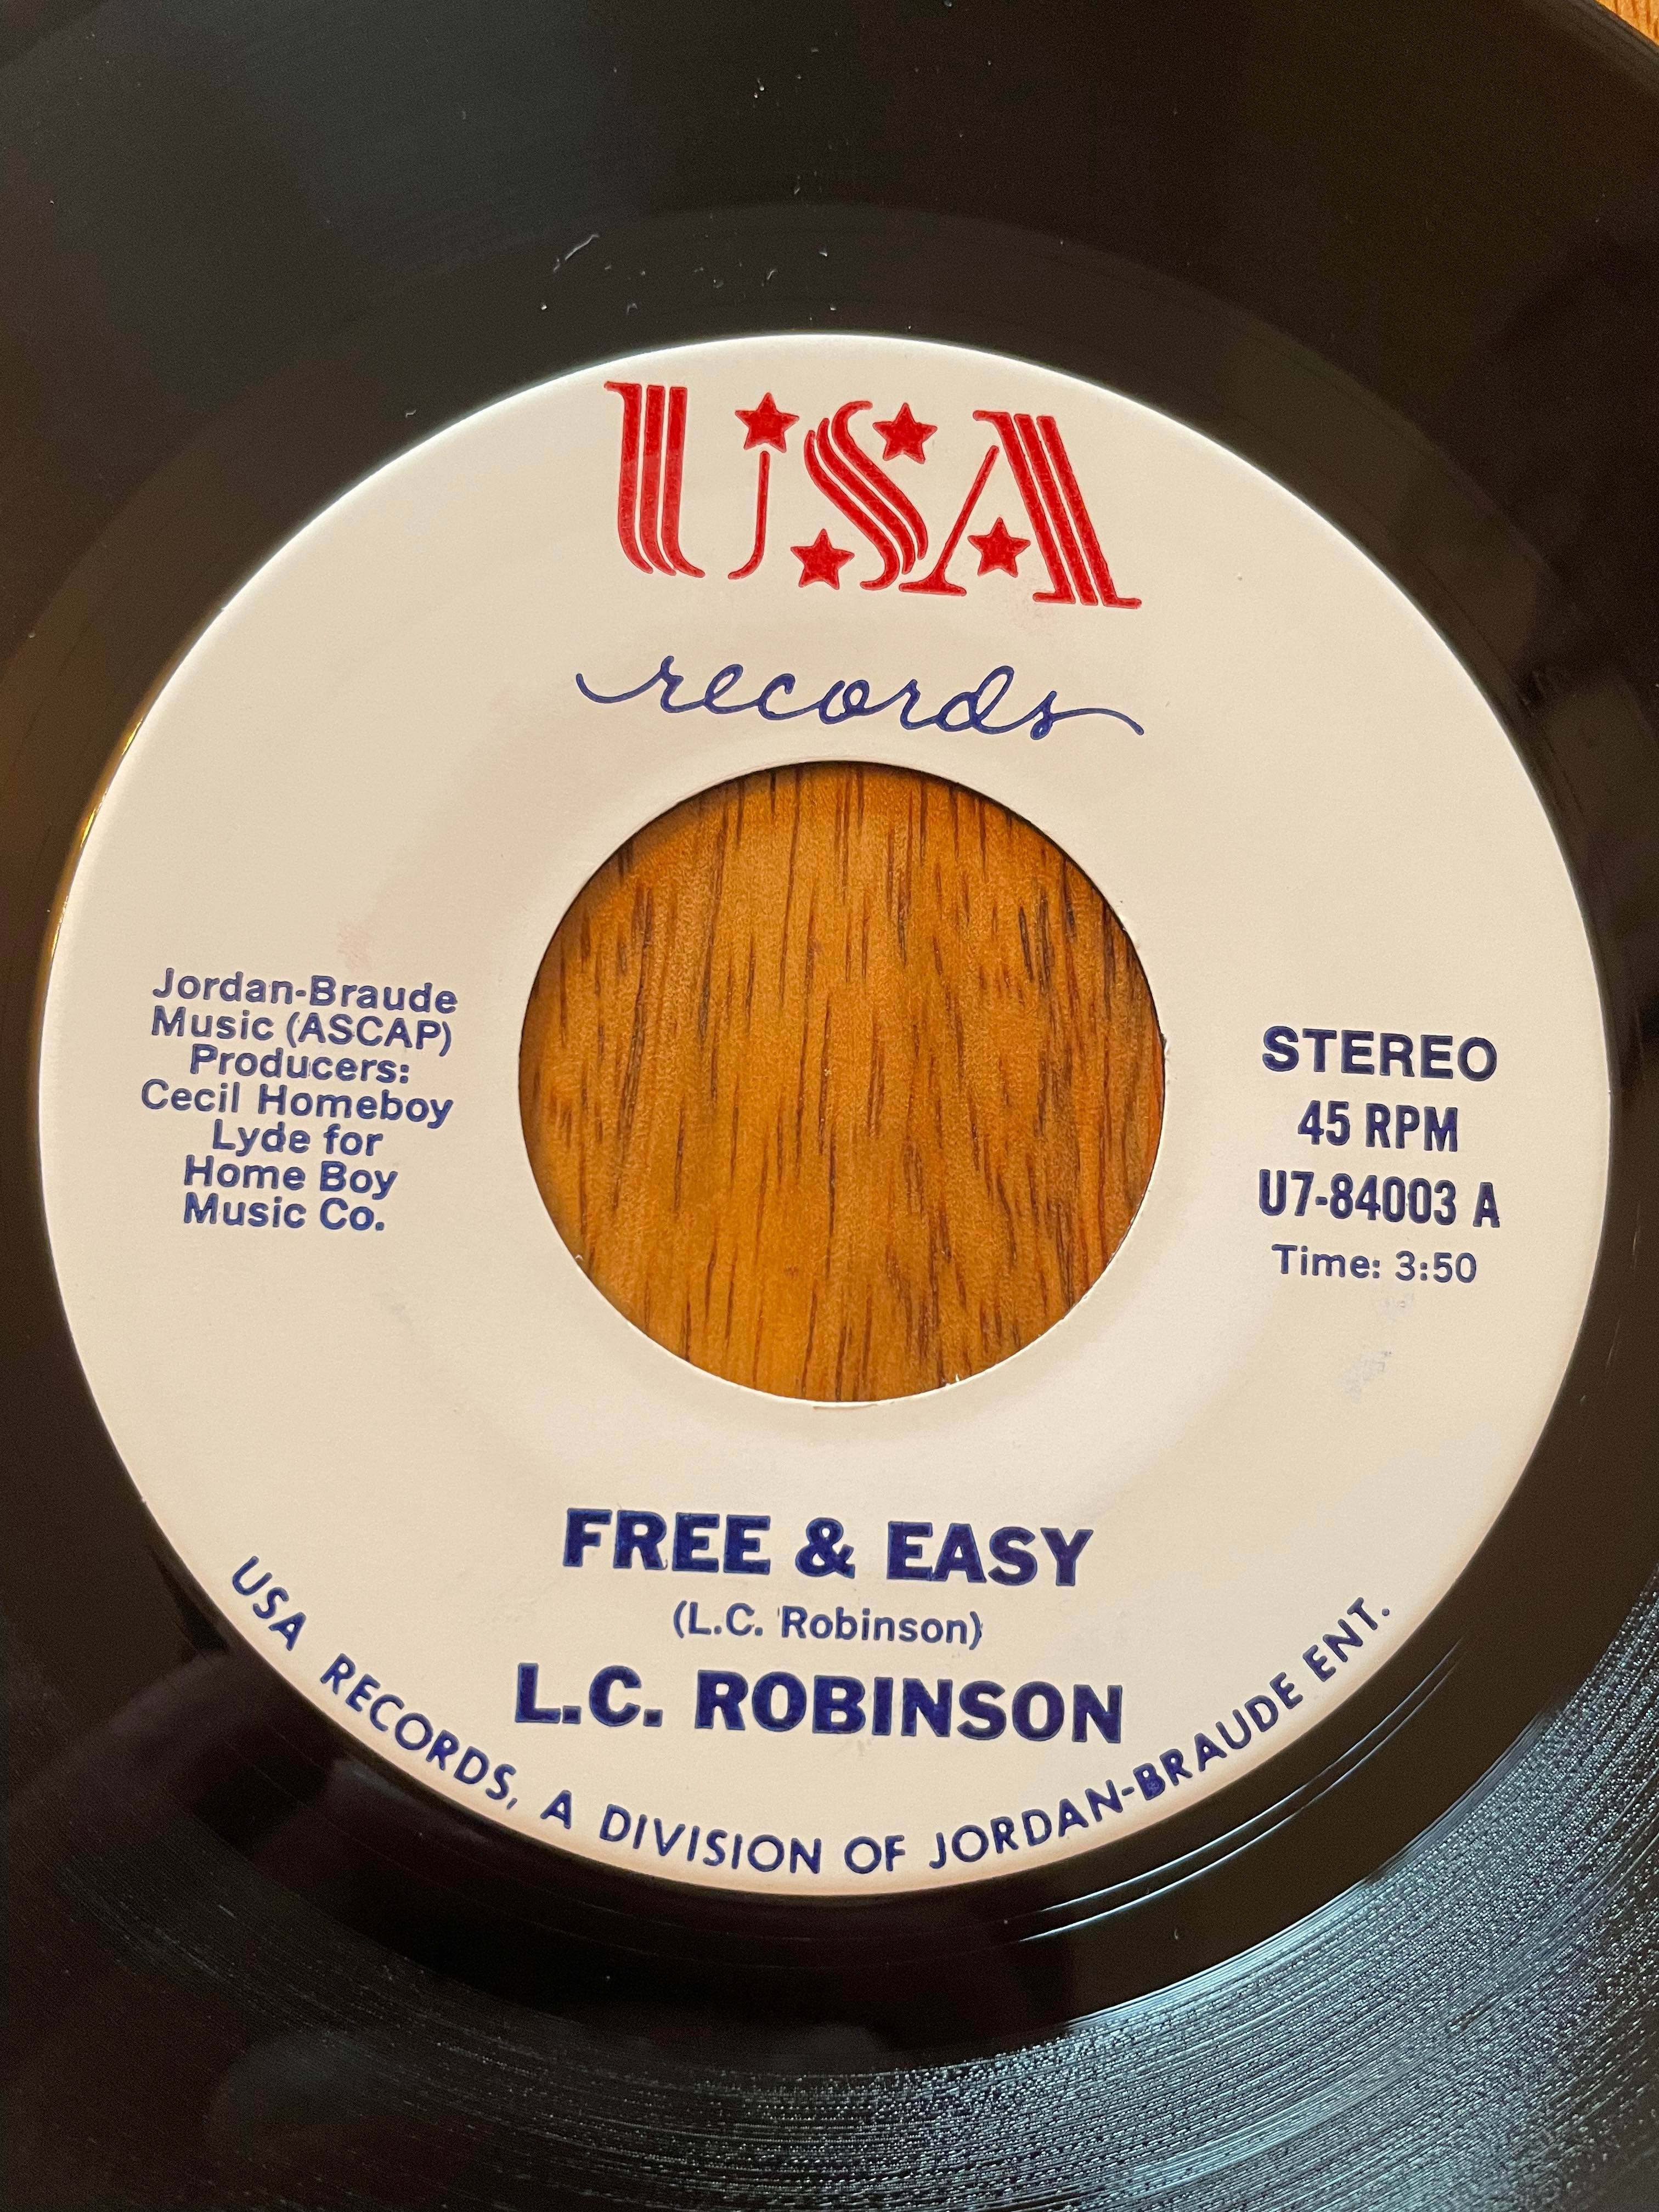 USA
records
Jordan-Braude
Music (ASCAP)
Producers:
Cecil Homeboy
Lyde for
Home Boy
Music Co.
STEREO
45 RPM
U7-84003 A
Time: 3:50
FREE & EASY
(L.C. Robinson)
L.C. ROBINSON
USA RECORDS, A DIVISION OF JORDAN-BRAUDE ENT.